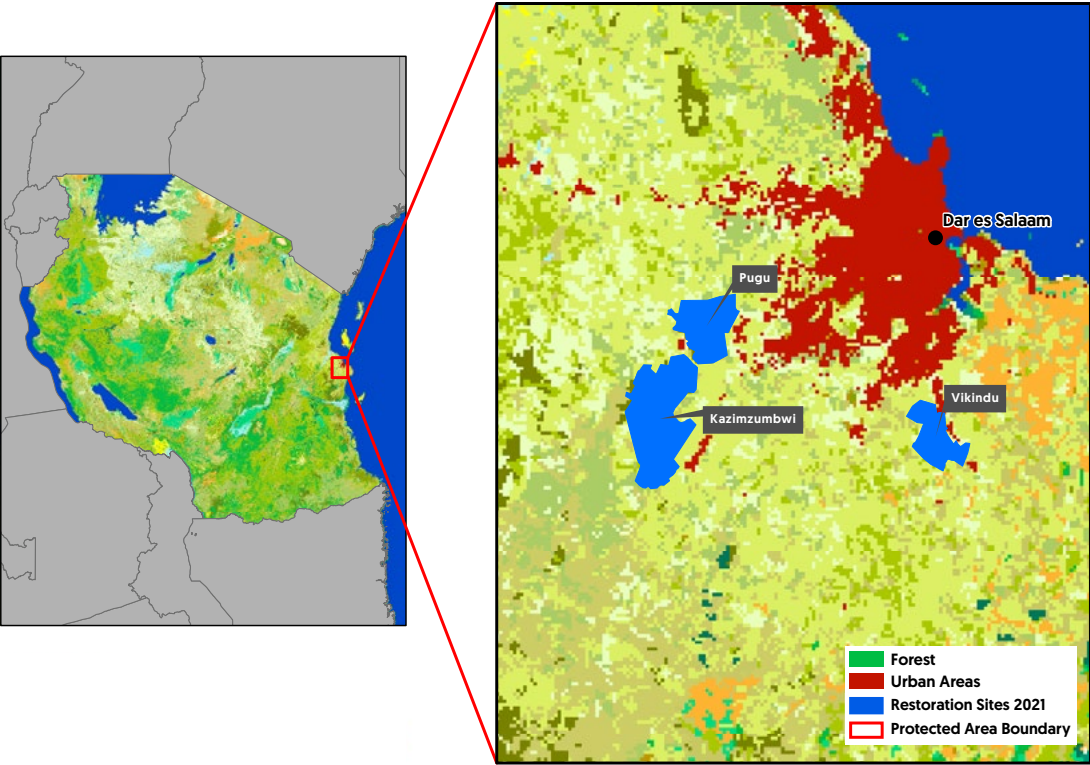 Dar es Salaam
Pugu
Vikindu
Kazimzumbwi
Forest
Urban Areas
Restoration Sites 2021
Protected Area Boundary